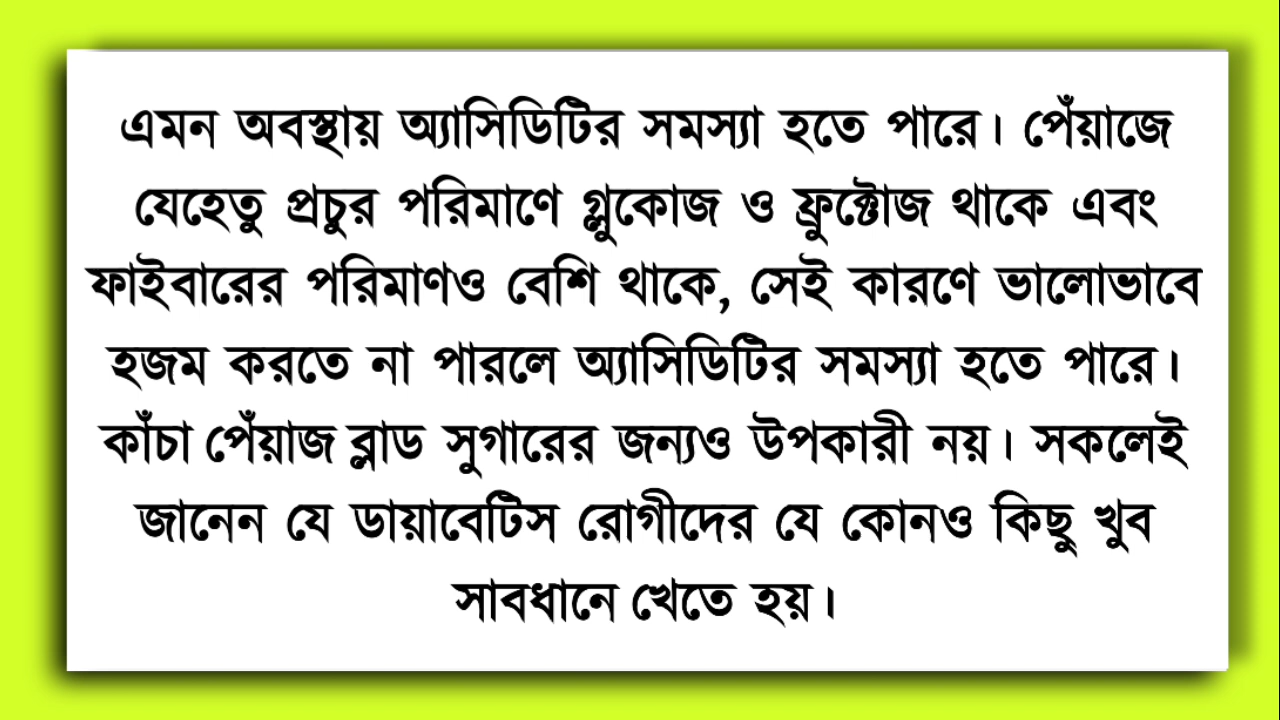 এমন অবস্থায় অ্যাসিডিটির সমস্যা হতে পারে। পেঁয়াজে
যেহেতু প্রচুর পরিমাণে গ্লুকোজ ও ফ্রুক্টোজ থাকে এবং
ফাইবারের পরিমাণও বেশি থাকে, সেই কারণে ভালোভাবে
হজম করতে না পারলে অ্যাসিডিটির সমস্যা হতে পারে।
কাঁচা পেঁয়াজ ব্লাড সুগারের জন্যও উপকারী নয়। সকলেই
জানেন যে ডায়াবেটিস রোগীদের যে কোনও কিছু খুব
সাবধানে খেতে হয়।